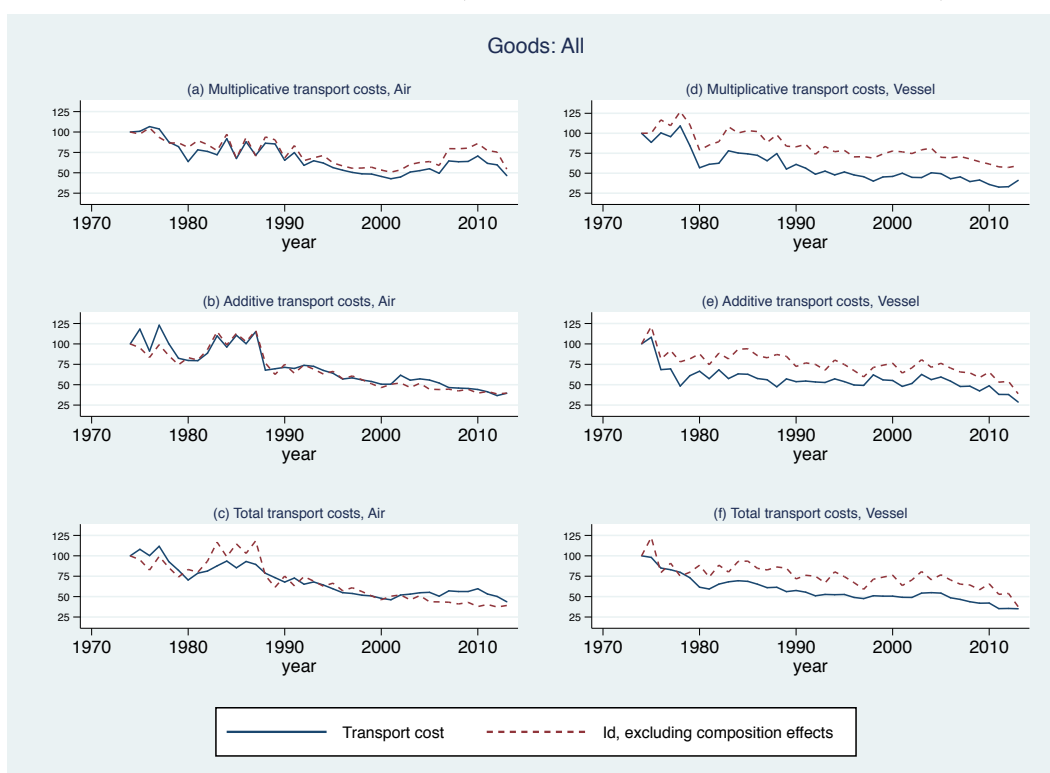 Goods: All
(a) Multiplicative transport costs, Air
125
100
75
50
25
1970 1980 1990 2000 2010
year
(d) Multiplicative transport costs, Vessel
125
100
75
50
25
1970 1980 1990 2000 2010
year
(b) Additive transport costs, Air
125
100
75
50
25
1970 1980 1990 2000 2010
year
(e) Additive transport costs, Vessel
125
100
75
50
25
1970 1980 1990 2000 2010
year
(c) Total transport costs, Air
125
100
75
50
25
1970 1980 1990 2000 2010
year
(f) Total transport costs, Vessel
125
100
75
50
25
1970 1980 1990 2000 2010
year
Transport cost Id, excluding composition effects